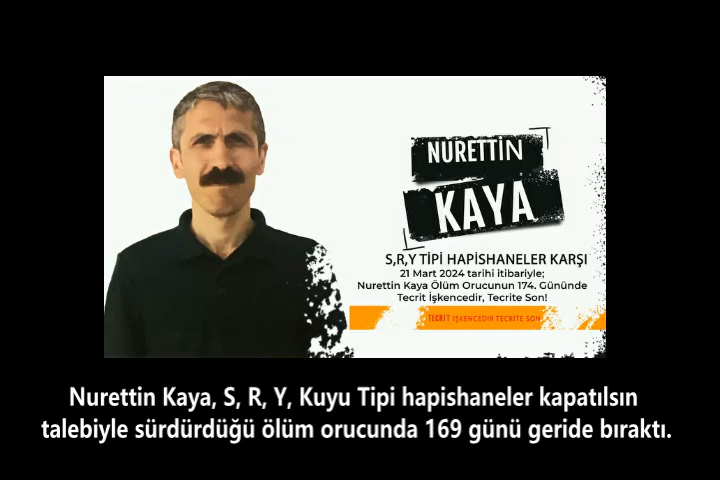 NURETTİN
KAYA
S,R,Y TİPİ HAPİSHANELER KARŞI
21 Mart 2024 tarihi itibariyle;
Nurettin Kaya Ölüm Orucunun 174. Gününde
Tecrit İşkencedir, Tecrite Son!
TECRİT İŞKENCEDİR TECRİTE SON
Nurettin Kaya, S, R, Y, Kuyu Tipi hapishaneler kapatılsın
talebiyle sürdürdüğü ölüm orucunda 169 günü geride bıraktı.